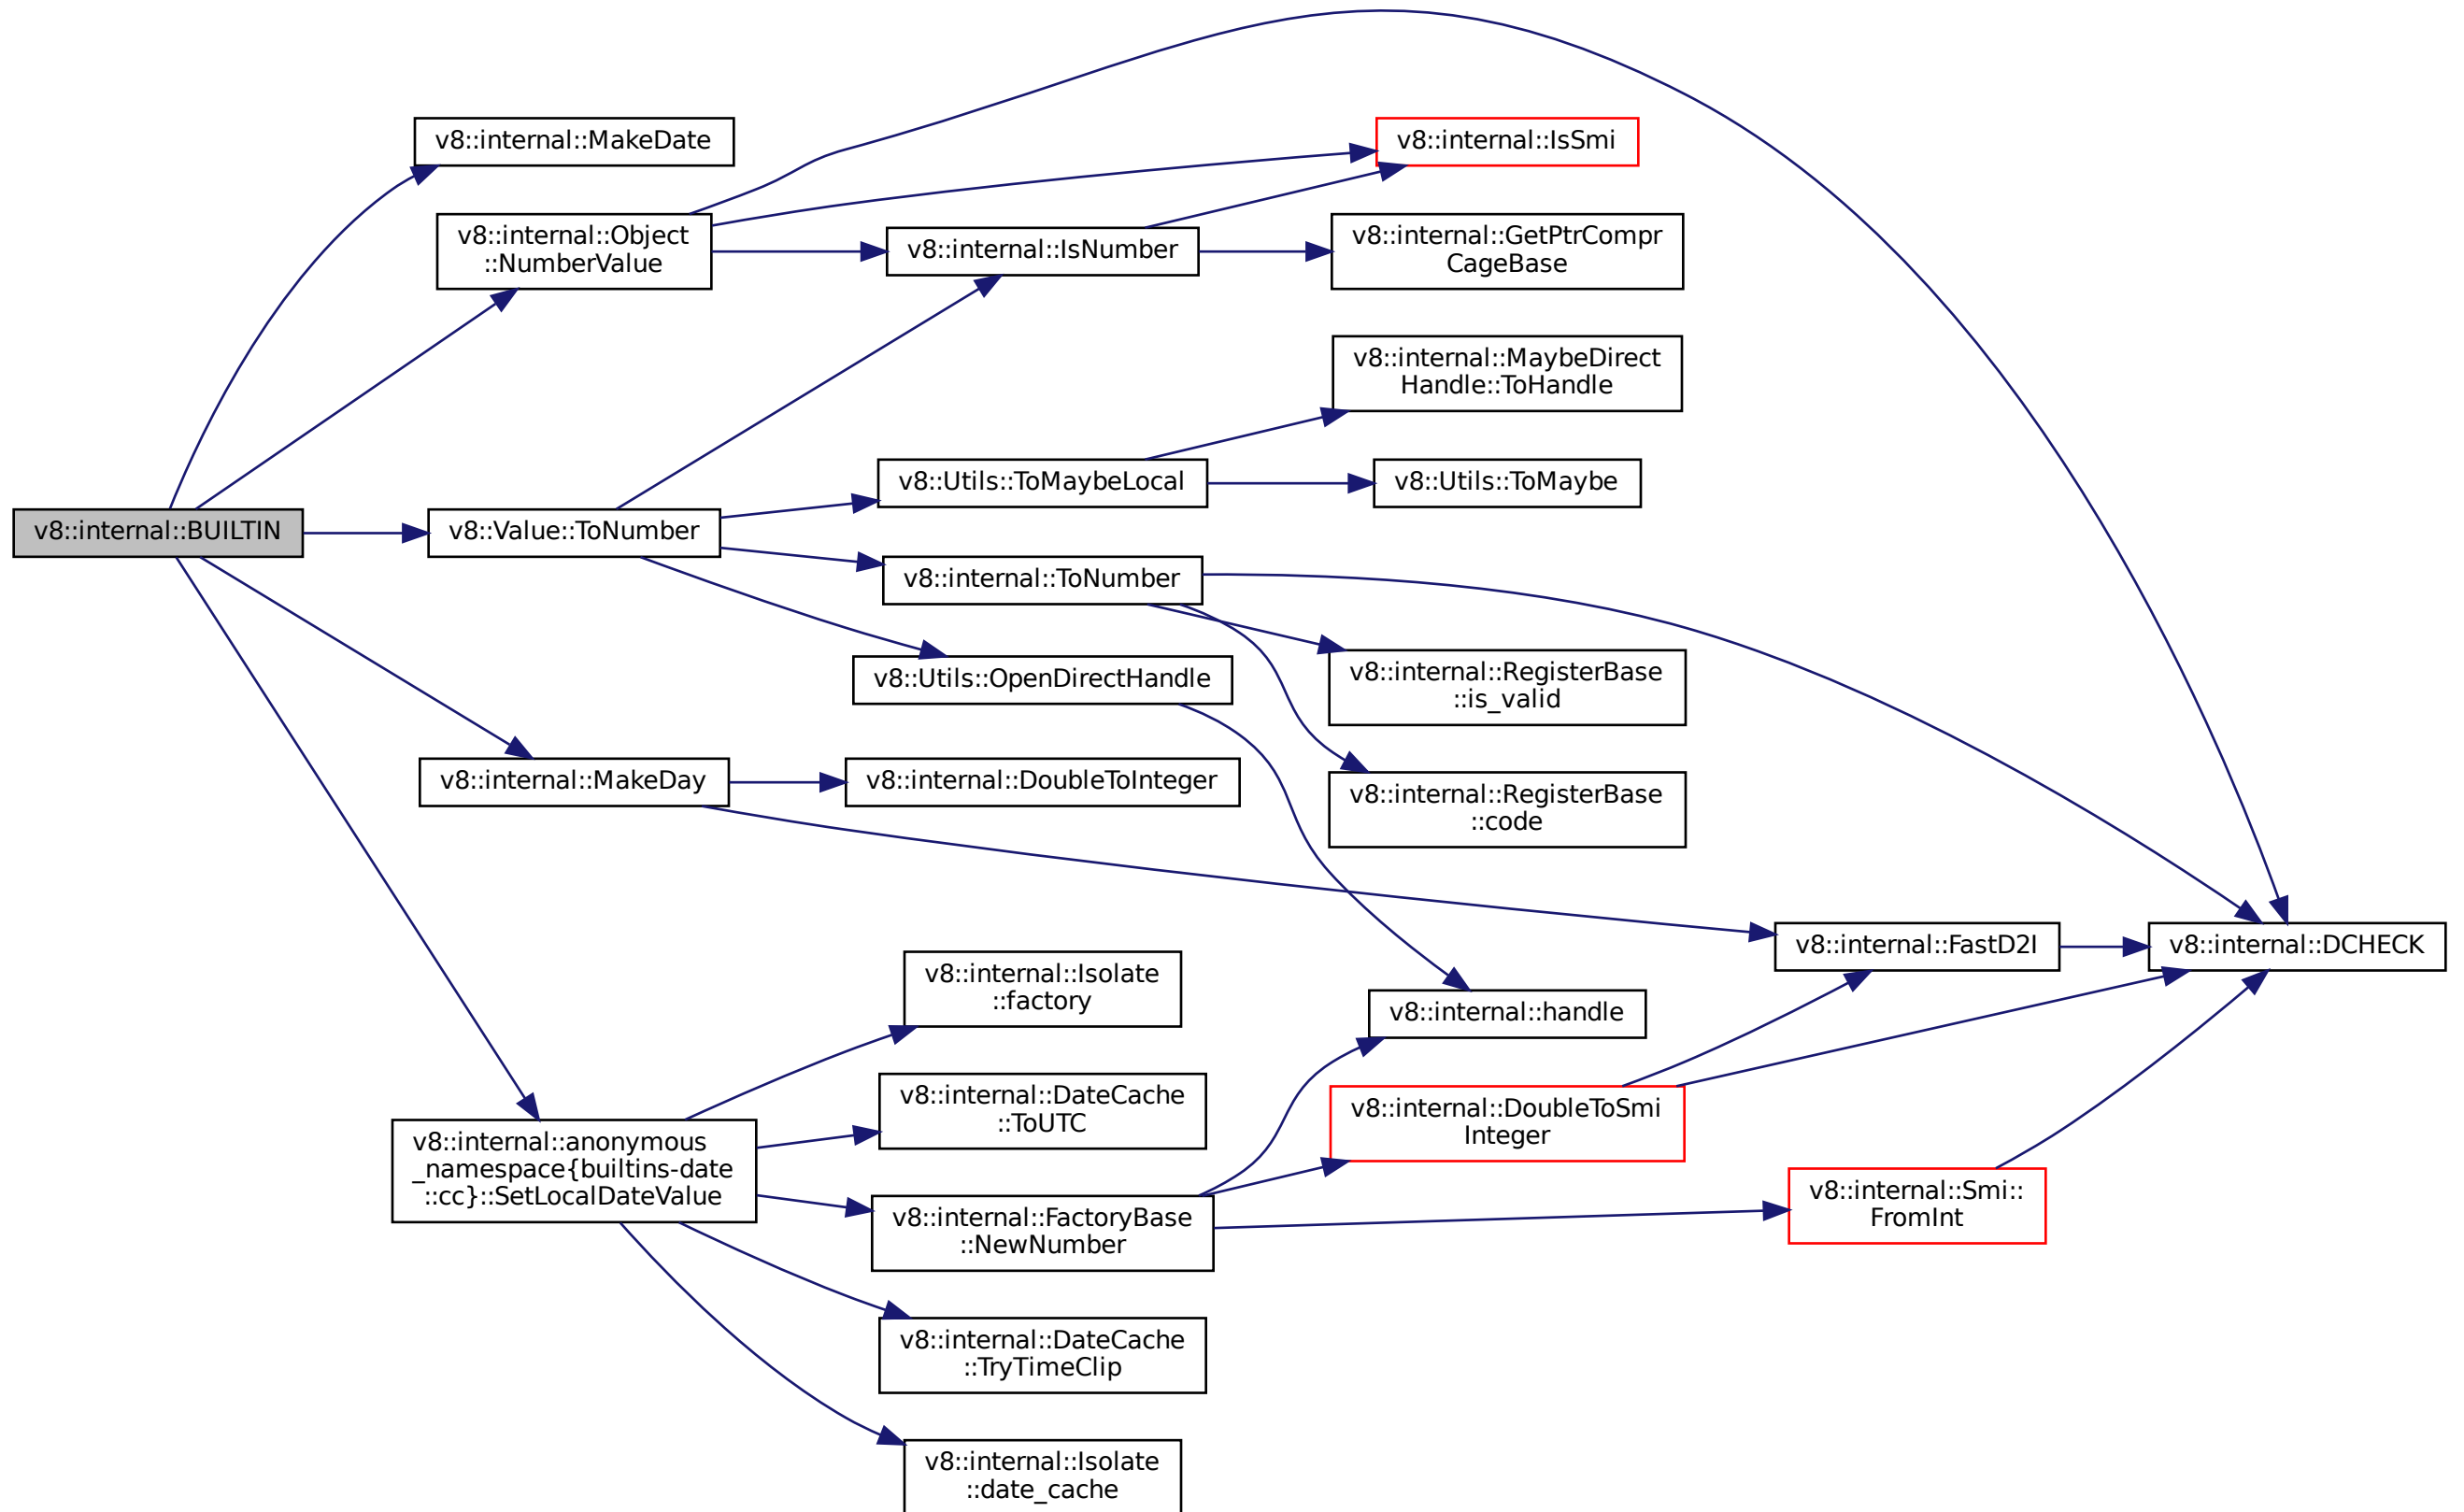 v8::internal::MakeDate
v8::internal::IsSmi
v8::internal::Object
::NumberValue
v8::internal::IsNumber
v8::internal::GetPtrCompr
CageBase
v8::internal::MaybeDirect
Handle::ToHandle
v8::Utils::ToMaybeLocal
v8::Utils::ToMaybe
v8::internal::BUILTIN
v8::Value::ToNumber
v8::internal::ToNumber
v8::Utils::OpenDirectHandle
v8::internal::RegisterBase
::is_valid
v8::internal::MakeDay
v8::internal::DoubleToInteger
v8::internal::RegisterBase
::code
v8::internal::FastD2I
v8::internal::DCHECK
v8::internal::Isolate
::factory
v8::internal::handle
v8::internal::DateCache
::ToUTC
v8::internal::DoubleToSmi
Integer
v8::internal::anonymous
_namespace{builtins-date
::cc}::SetLocalDateValue
v8::internal::FactoryBase
::NewNumber
v8::internal::Smi::
FromInt
v8::internal::DateCache
::TryTimeClip
v8::internal::Isolate
::date_cache